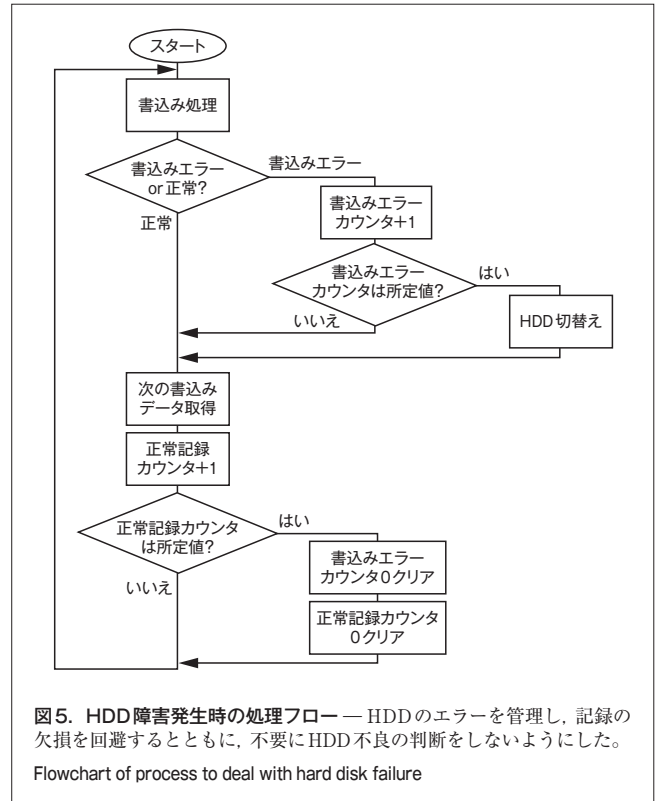 スタート
書込み処理
書込みエラー
or正常?
書込みエラー
正常
書込みエラー
カウンタ+1
書込みエラー
カウンタは所定値?
はい
いいえ
HDD切替え
次の書込み
データ取得
正常記録
カウンタ+1
正常記録カウンタ
は所定値?
はい
いいえ
書込みエラー
カウンタ0クリア
正常記録カウンタ
0クリア
図5. HDD障害発生時の処理フロー — HDDのエラーを管理し, 記録の
欠損を回避するとともに, 不要にHDD不良の判断をしないようにした。
Flowchart of process to deal with hard disk failure